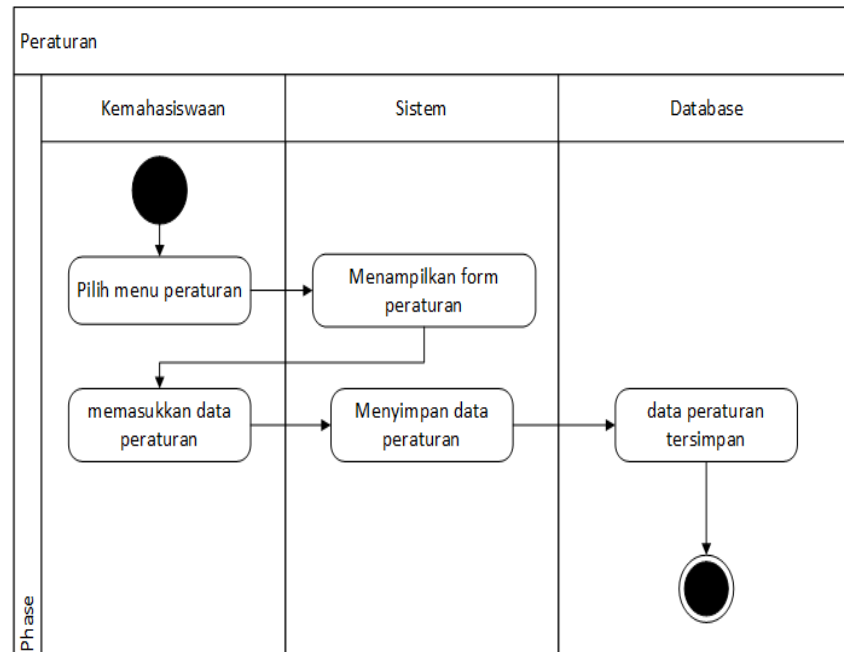 Peraturan
Kemahasiswaan
Sistem
Database
Pilih menu peraturan
Menampilkan form
peraturan
memasukkan data
peraturan
Menyimpan data
peraturan
data peraturan
tersimpan
Phase